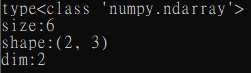 type<class 'numpy.ndarray'>
size:6
shape:(2, 3)
dim:2